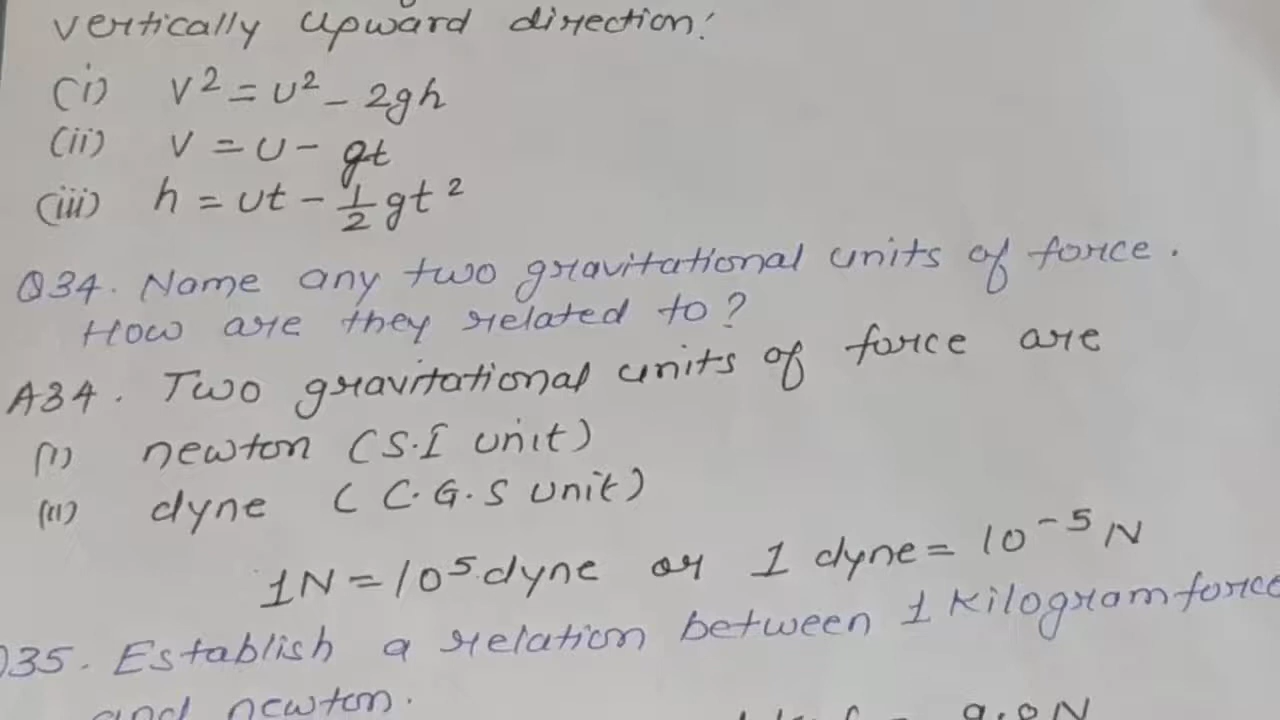 vertically upward direction:
(i) v² = u² - 2gh
(ii) v = u - gt
(iii) h = ut - 1/2 gt²
Q34. Name any two gravitational units of force.
How are they related to?
A34. Two gravitational units of force are
(i) newton (S.I unit)
(ii) dyne (C.G.S unit)
1N = 10⁵ dyne or 1 dyne = 10⁻⁵ N
Q35. Establish a relation between 1 kilogram force
and newton.